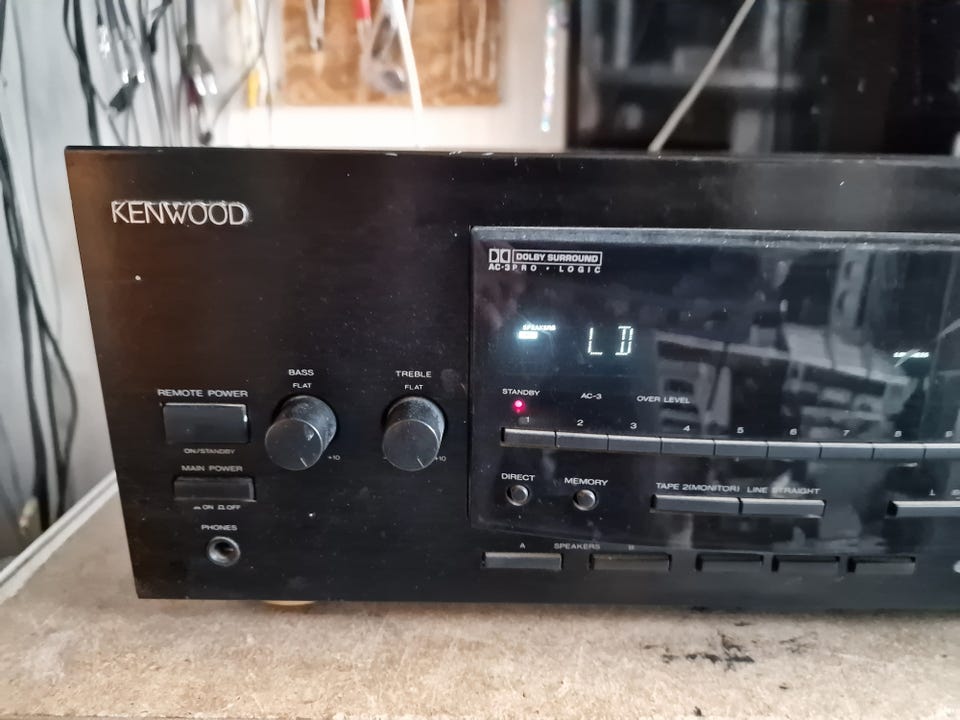 KENWOOD
DOLBY SURROUND
AC-3 PRO • LOGIC
SPEAKERS
LD
BASS
FLAT
+10
TREBLE
FLAT
+10
REMOTE POWER
ON/STANDBY
MAIN POWER
ON OFF
PHONES
STANDBY AC-3 OVER LEVEL
1 2 3 4 5 6 7 8
DIRECT MEMORY
TAPE 2(MONITOR) LINE STRAIGHT
A SPEAKERS B